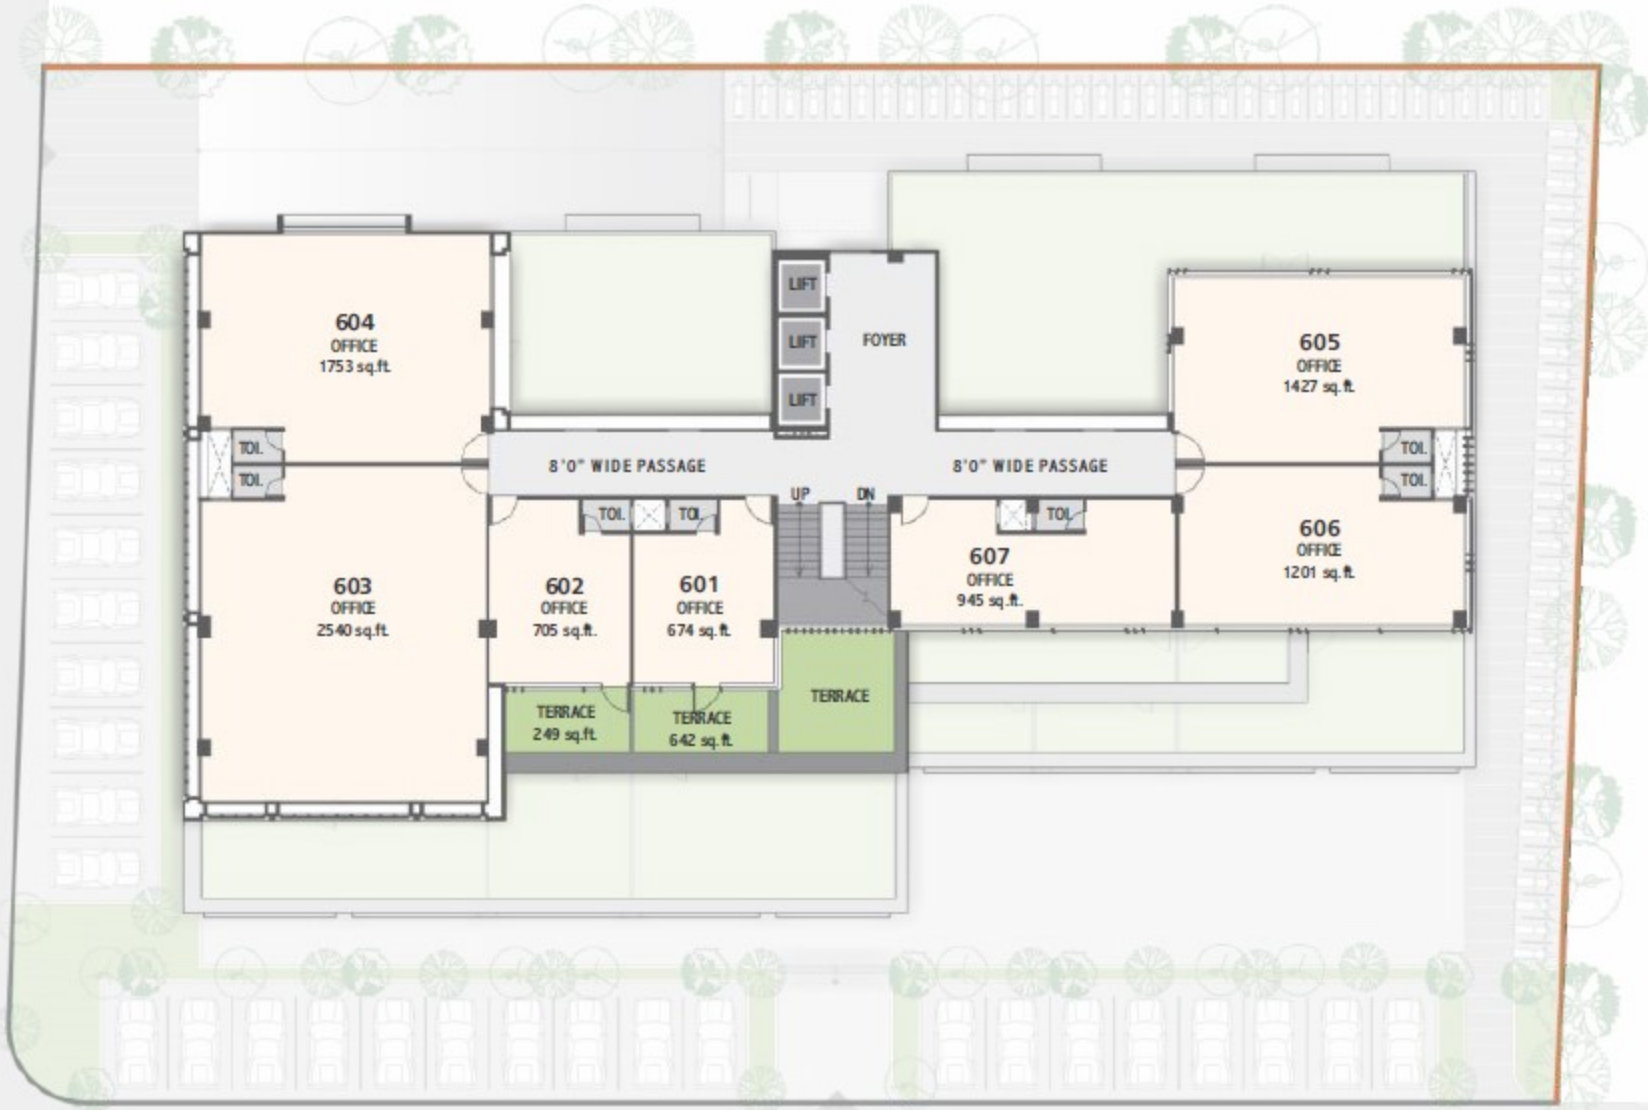 LIFT
LIFT
LIFT
FOYER
604
OFFICE
1753 sq.ft.
605
OFFICE
1427 sq.ft.
TOI.
TOI.
8'0" WIDE PASSAGE
8'0" WIDE PASSAGE
TOI.
TOI.
UP
DN
TOI.
TOI.
TOI.
603
OFFICE
2540 sq.ft.
602
OFFICE
705 sq.ft.
601
OFFICE
674 sq.ft.
607
OFFICE
945 sq.ft.
606
OFFICE
1201 sq.ft.
TERRACE
249 sq.ft.
TERRACE
642 sq.ft.
TERRACE